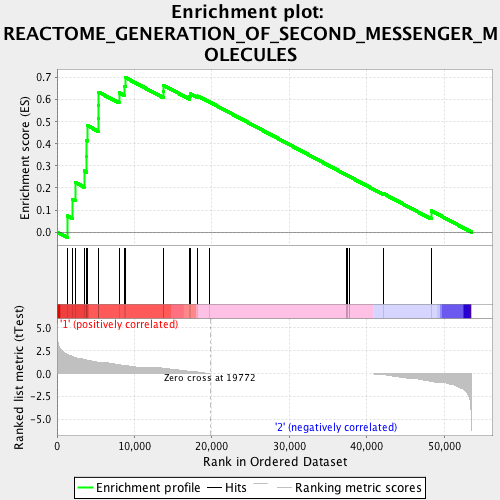 Enrichment plot:
REACTOME_GENERATION_OF_SECOND_MESSENGER_M
OLECULES
Enrichment score (ES)
0.7
0.6
0.5
0.4
0.3
0.2
0.1
0.0
'1' (positively correlated)
Ranked list metric (tTest)
5.0
2.5
0.0
-2.5
-5.0
Zero cross at 19772
'2' (negatively correlated)
0 10,000 20,000 30,000 40,000 50,000
Rank in Ordered Dataset
Enrichment profile Hits Ranking metric scores